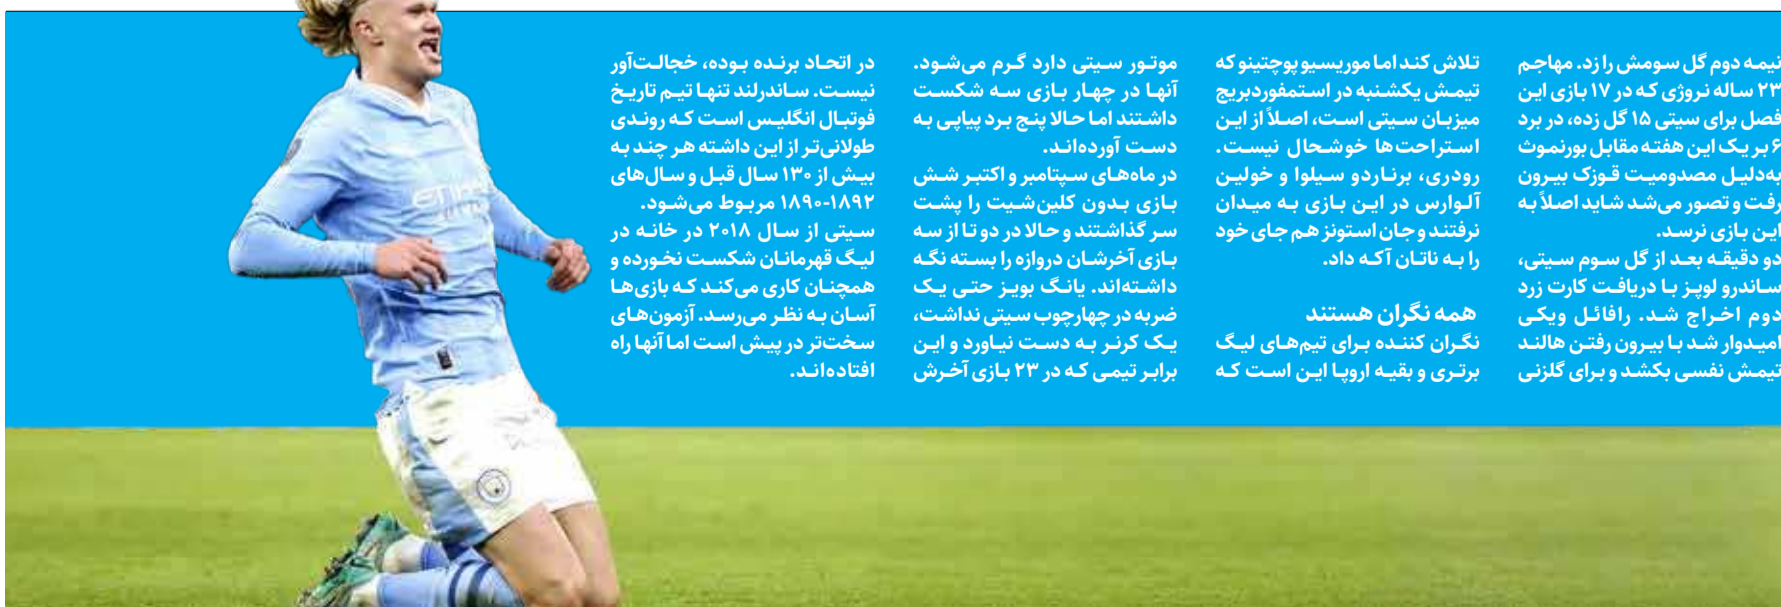 نیمه دوم گل سومش را زد. مهاجم
۲۳ ساله نروژی که در ۱۷ بازی این
فصل برای سیتی ۱۵ گل زده، در برد
۶ بر یک این هفته مقابل بورنموث
به‌دلیل مصدومیت قوزک بیرون
رفت و تصور می‌شد شاید اصلاً به
این بازی نرسد.
دو دقیقه بعد از گل سوم سیتی،
ساندرو لوپز با دریافت کارت زرد
دوم اخراج شد. رافائل ویکی
امیدوار شد با بیرون رفتن هالند
تیمش نفسی بکشد و برای گلزنی
تلاش کند اما موریسیو پوچتینو که
تیمش یکشنبه در استمفوردبریج
میزبان سیتی است، اصلاً از این
استراحت‌ها خوشحال نیست.
رودری، برناردو سیلوا و خولین
آلوارس در این بازی به میدان
نرفتند و جان استونز هم جای خود
را به ناتان آکه داد.
همه نگران هستند
نگران کننده برای تیم‌های لیگ
برتری و بقیه اروپا این است که
موتور سیتی دارد گرم می‌شود.
آنها در چهار بازی سه شکست
داشتند اما حالا پنج برد پیاپی به
دست آورده‌اند.
در ماه‌های سپتامبر و اکتبر شش
بازی بدون کلین‌شیت را پشت
سر گذاشتند و حالا در دو تا از سه
بازی آخرشان دروازه را بسته نگه
داشته‌اند. یانگ بویز حتی یک
ضربه در چهارچوب سیتی نداشت،
یک کرنر به دست نیاورد و این
برابر تیمی که در ۲۳ بازی آخرش
در اتحاد برنده بوده، خجالت‌آور
نیست. ساندرلند تنها تیم تاریخ
فوتبال انگلیس است که روندی
طولانی‌تر از این داشته هر چند به
بیش از ۱۳۰ سال قبل و سال‌های
۱۸۹۲-۱۸۹۰ مربوط می‌شود.
سیتی از سال ۲۰۱۸ در خانه در
لیگ قهرمانان شکست نخورده و
همچنان کاری می‌کند که بازی‌ها
آسان به نظر می‌رسد. آزمون‌های
سخت‌تر در پیش است اما آنها راه
افتاده‌اند.